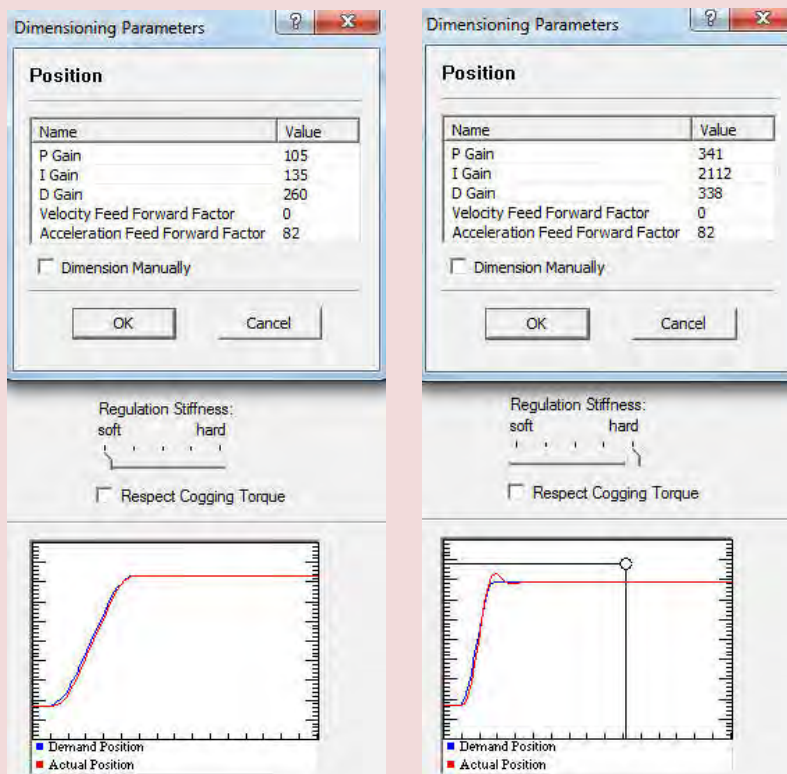 Dimensioning Parameters
?
X
Position
Name Value
P Gain 105
I Gain 135
D Gain 260
Velocity Feed Forward Factor 0
Acceleration Feed Forward Factor 82
Dimension Manually
OK Cancel
Regulation Stiffness:
soft hard
Respect Cogging Torque
Demand Position
Actual Position
Dimensioning Parameters
?
X
Position
Name Value
P Gain 341
I Gain 2112
D Gain 338
Velocity Feed Forward Factor 0
Acceleration Feed Forward Factor 82
Dimension Manually
OK Cancel
Regulation Stiffness:
soft hard
Respect Cogging Torque
Demand Position
Actual Position